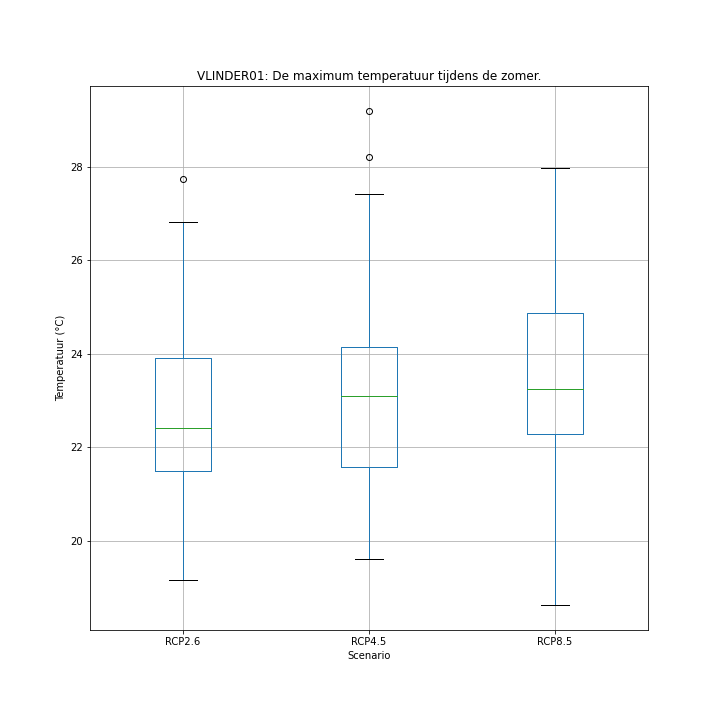 VLINDER01: De maximum temperatuur tijdens de zomer.
28
26
24
22
20
Temperatuur (°C)
RCP2.6 RCP4.5 RCP8.5
Scenario